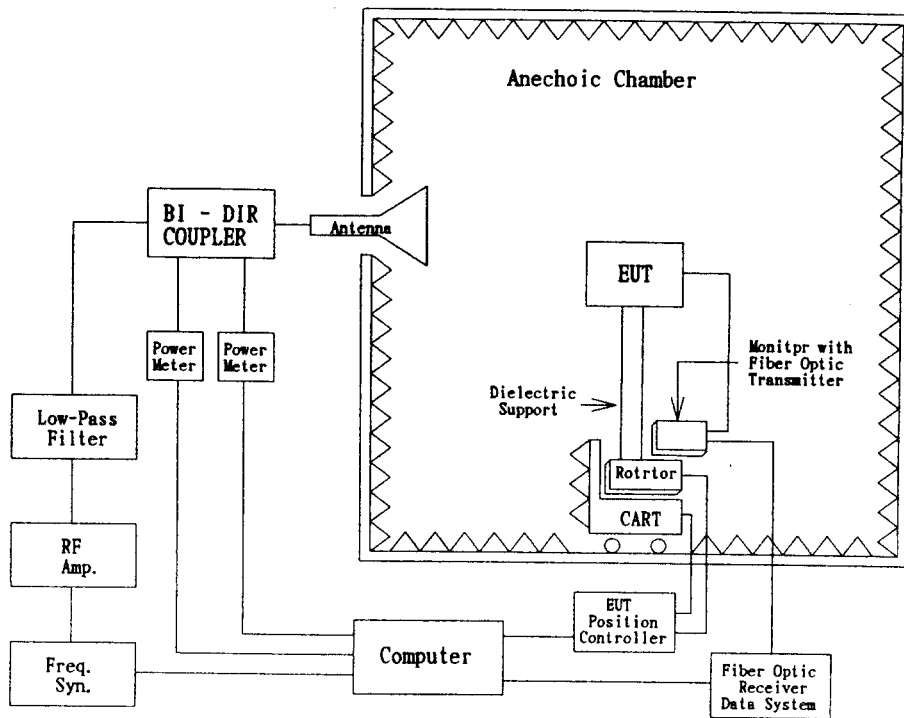 Anechoic Chamber
BI - DIR
COUPLER
Antenna
EUT
Power
Meter
Power
Meter
Monitpr with
Fiber Optic
Transmitter
Dielectric
Support
Low-Pass
Filter
Rotrtor
CART
RF
Amp.
EUT
Position
Controller
Computer
Freq.
Syn.
Fiber Optic
Receiver
Data System